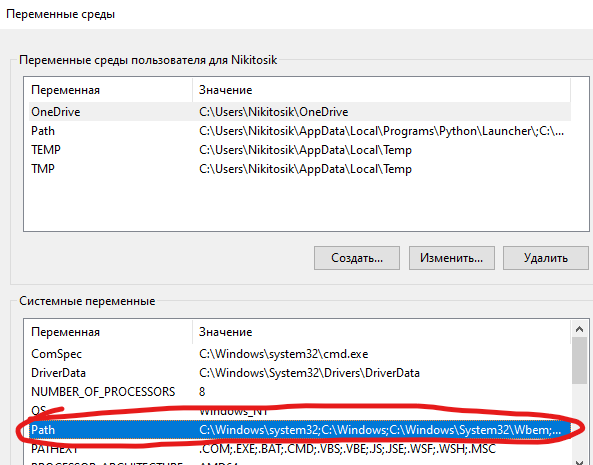 Переменные среды
Переменные среды пользователя для Nikitosik
Переменная Значение
OneDrive C:\Users\Nikitosik\OneDrive
Path C:\Users\Nikitosik\AppData\Local\Programs\Python\Launcher\;C:\...
TEMP C:\Users\Nikitosik\AppData\Local\Temp
TMP C:\Users\Nikitosik\AppData\Local\Temp
Создать... Изменить... Удалить
Системные переменные
Переменная Значение
ComSpec C:\Windows\system32\cmd.exe
DriverData C:\Windows\System32\Drivers\DriverData
NUMBER_OF_PROCESSORS 8
OS Windows_NT
Path C:\Windows\system32;C:\Windows;C:\Windows\System32\Wbem;...
PATHEXT .COM;.EXE;.BAT;.CMD;.VBS;.VBE;.JS;.JSE;.WSF;.WSH;.MSC
PROCESSOR_ARCHITECTURE AMD64